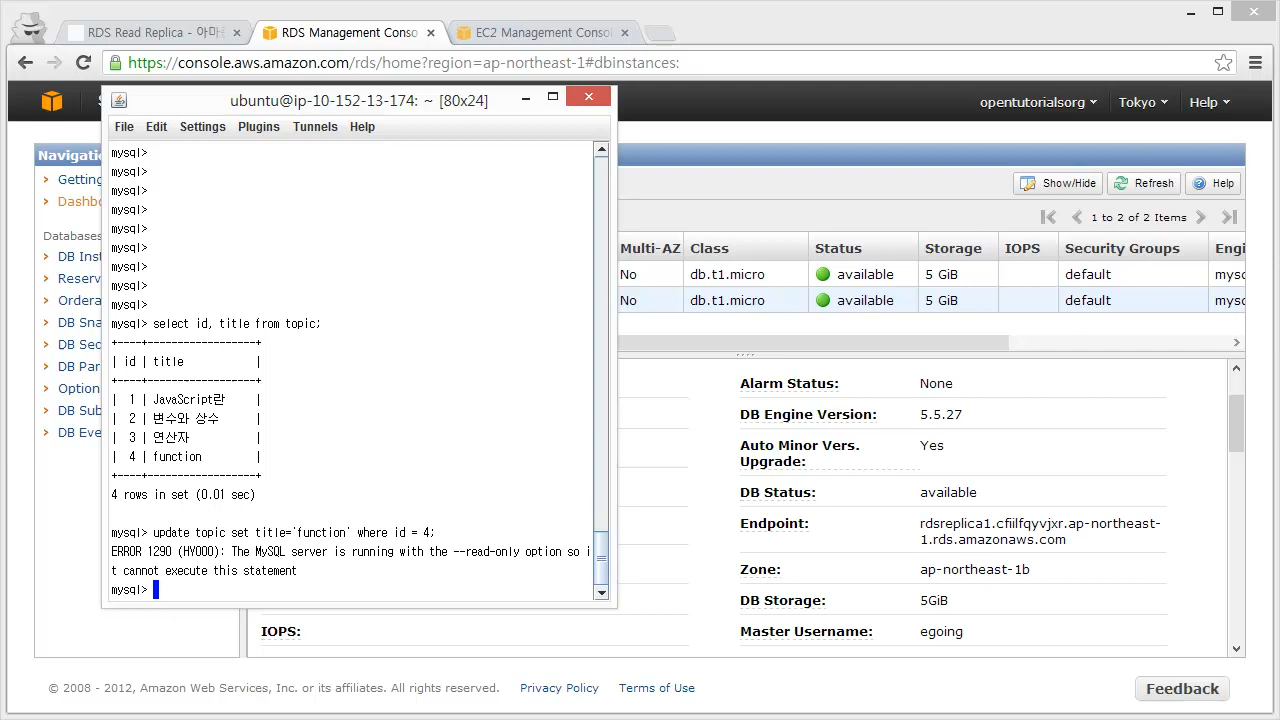 RDS Read Replica - 아마
RDS Management Conso
EC2 Management Consol
https://console.aws.amazon.com/rds/home?region=ap-northeast-1#dbinstances:
opentutorialsorg
Tokyo
Help
ubuntu@ip-10-152-13-174: ~ [80x24]
File Edit Settings Plugins Tunnels Help
Navigatio
Getting
Dashbo
Databases
DB Inst
Reserv
Ordera
DB Sna
DB Sec
DB Par
Option
DB Sub
DB Eve
mysql>
mysql>
mysql>
mysql>
mysql>
mysql>
mysql>
mysql>
mysql>
mysql> select id, title from topic;
+----+-----------------+
| id | title |
+----+-----------------+
| 1 | JavaScript란 |
| 2 | 변수와 상수 |
| 3 | 연산자 |
| 4 | function |
+----+-----------------+
4 rows in set (0.01 sec)
mysql> update topic set title='function' where id = 4;
ERROR 1290 (HY000): The MySQL server is running with the --read-only option so i
t cannot execute this statement
mysql>
Show/Hide Refresh Help
1 to 2 of 2 Items
Multi-AZ Class Status Storage IOPS Security Groups Engi
No db.t1.micro available 5 GiB default mysq
No db.t1.micro available 5 GiB default mysq
Alarm Status: None
DB Engine Version: 5.5.27
Auto Minor Vers. Yes
Upgrade:
DB Status: available
Endpoint: rdsreplica1.cfiilfqyvjxr.ap-northeast-
1.rds.amazonaws.com
Zone: ap-northeast-1b
DB Storage: 5GiB
IOPS:
Master Username: egoing
© 2008 - 2012, Amazon Web Services, Inc. or its affiliates. All rights reserved. Privacy Policy Terms of Use
Feedback